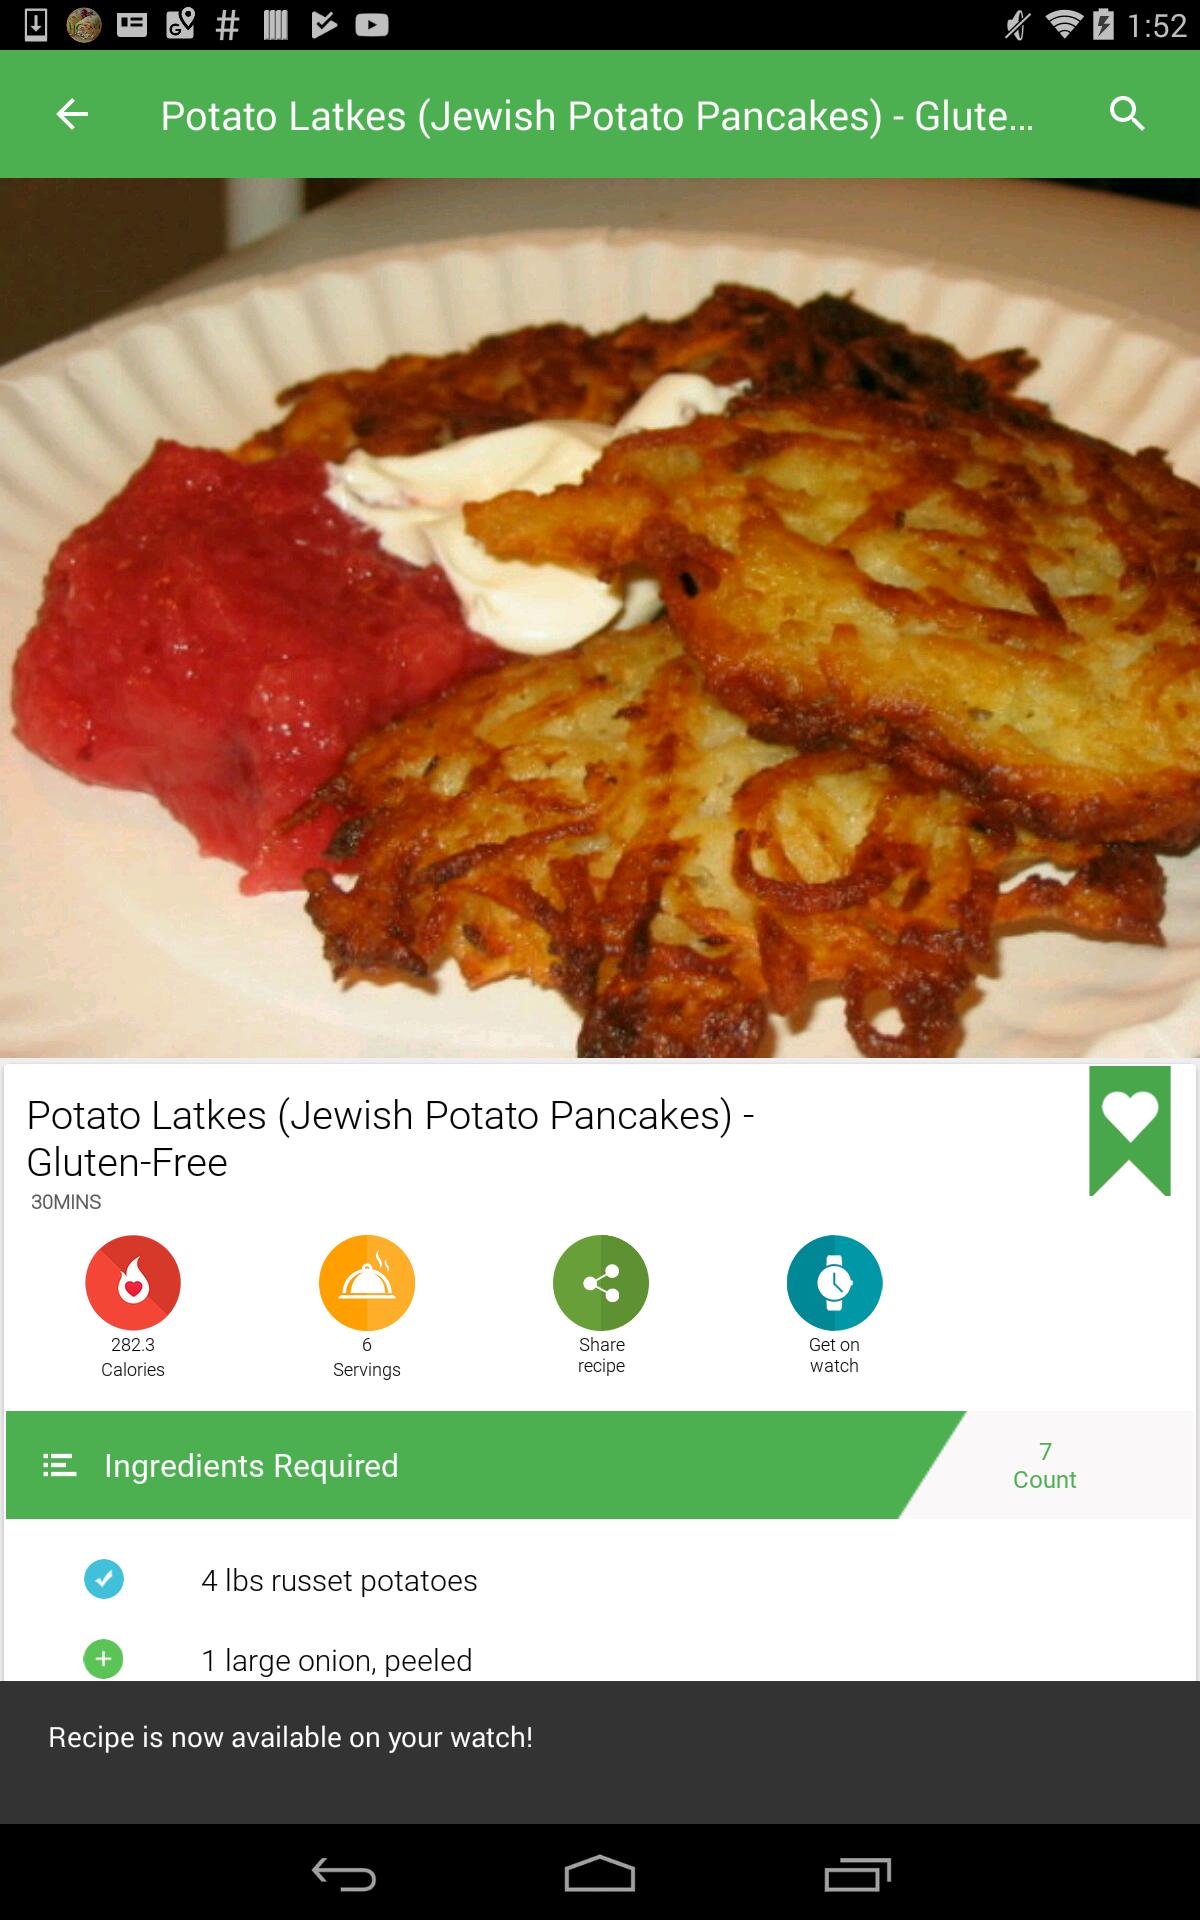 1:52
Potato Latkes (Jewish Potato Pancakes) - Glute...
Potato Latkes (Jewish Potato Pancakes) -
Gluten-Free
30MINS
282.3
Calories
6
Servings
Share
recipe
Get on
watch
Ingredients Required
7
Count
4 lbs russet potatoes
1 large onion, peeled
Recipe is now available on your watch!